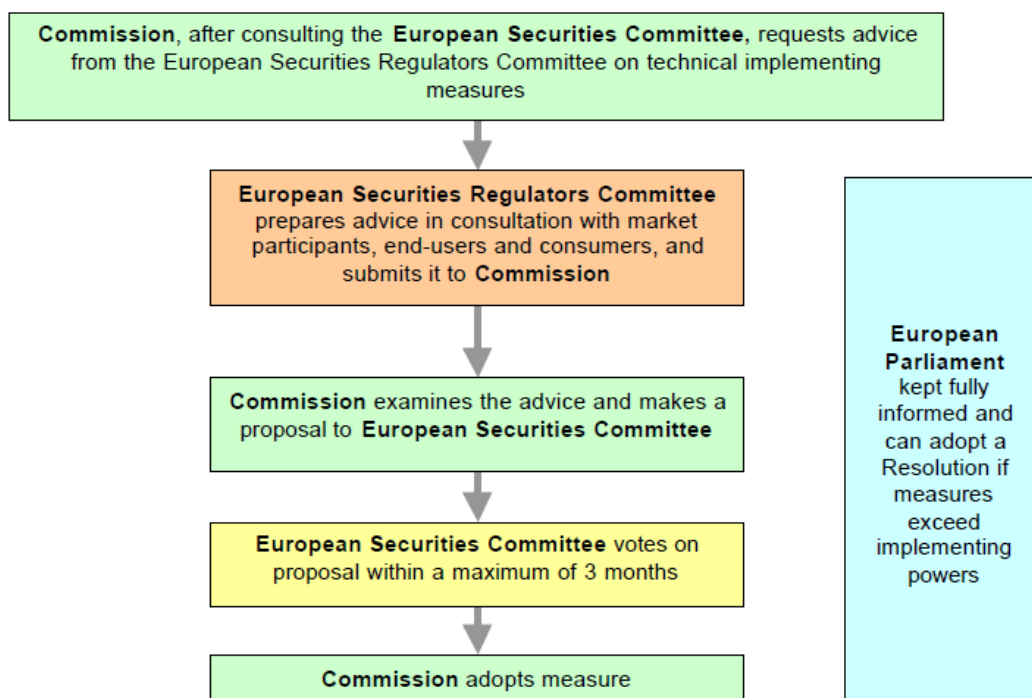 Commission, after consulting the European Securities Committee, requests advice
from the European Securities Regulators Committee on technical implementing
measures
European Securities Regulators Committee
prepares advice in consultation with market
participants, end-users and consumers, and
submits it to Commission
Commission examines the advice and makes a
proposal to European Securities Committee
European Securities Committee votes on
proposal within a maximum of 3 months
Commission adopts measure
European
Parliament
kept fully
informed and
can adopt a
Resolution if
measures
exceed
implementing
powers